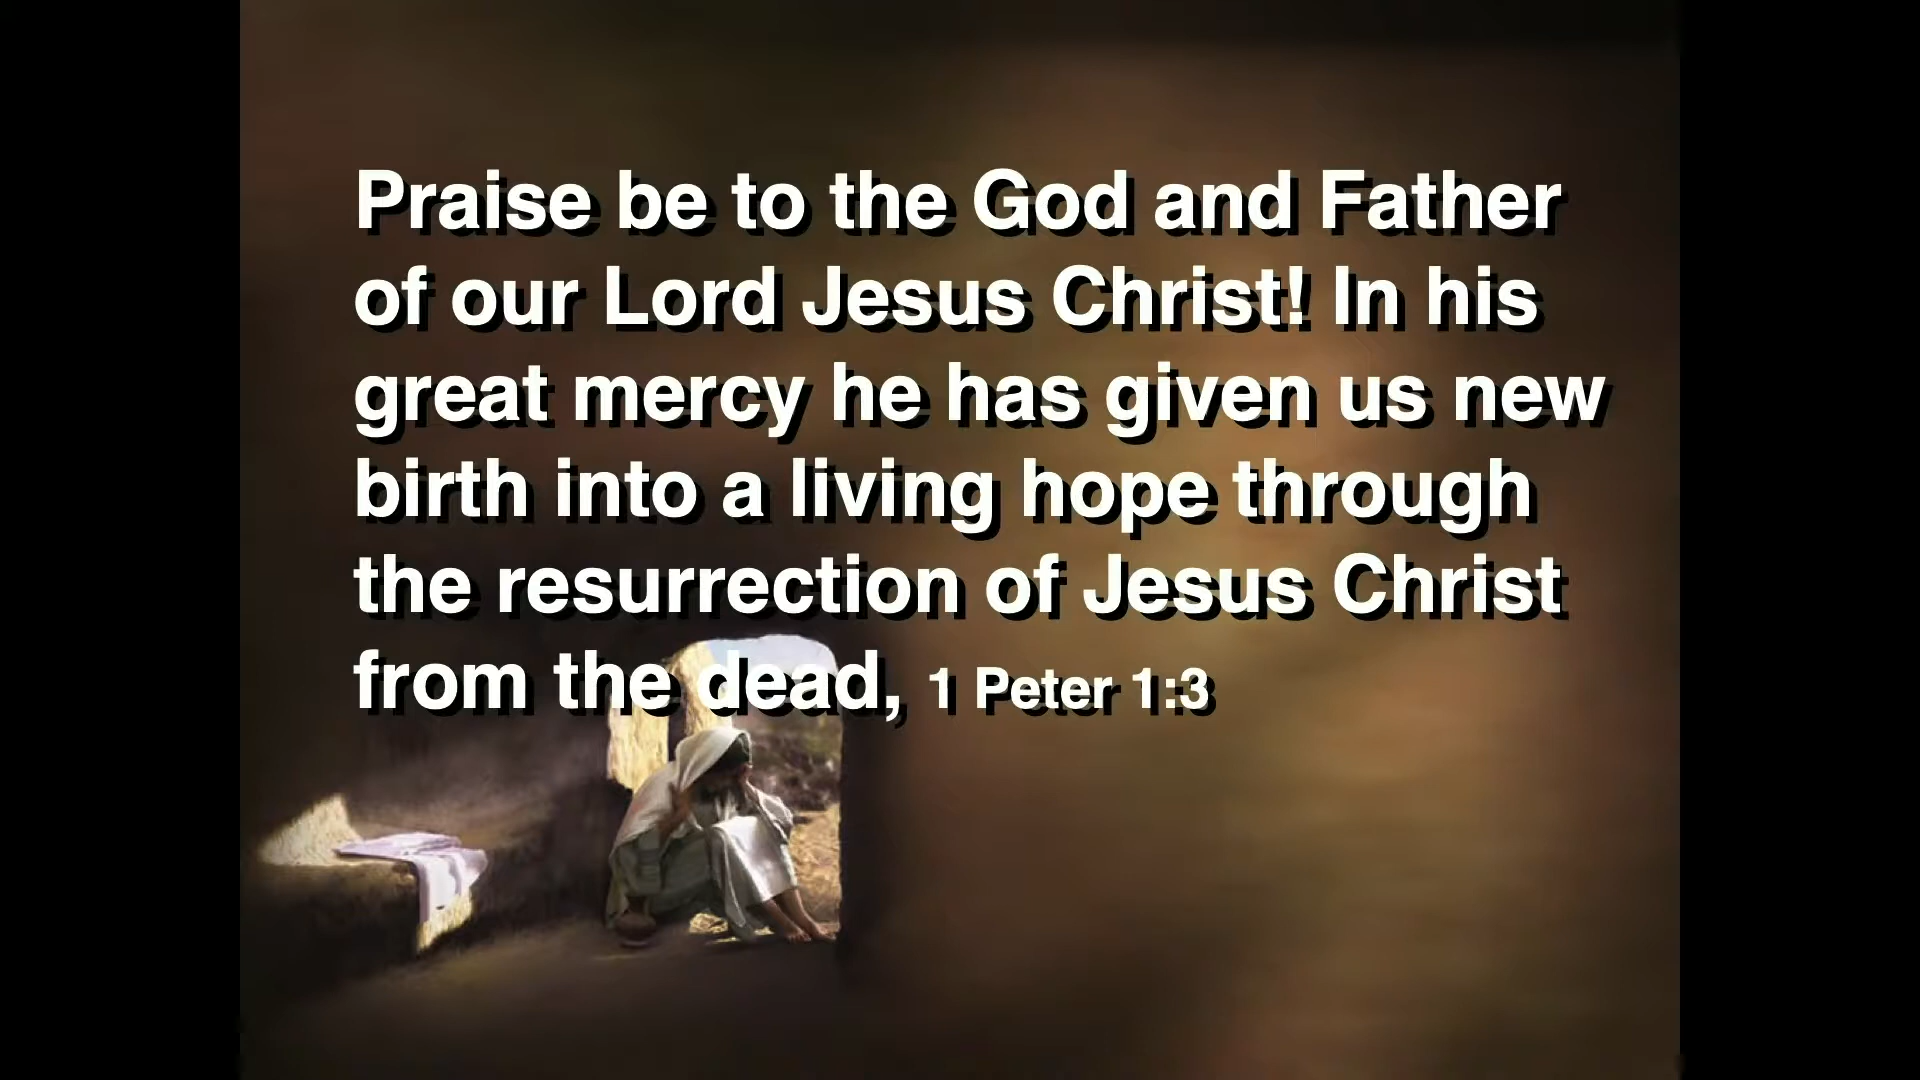 Praise be to the God and Father
of our Lord Jesus Christ! In his
great mercy he has given us new
birth into a living hope through
the resurrection of Jesus Christ
from the dead, 1 Peter 1:3